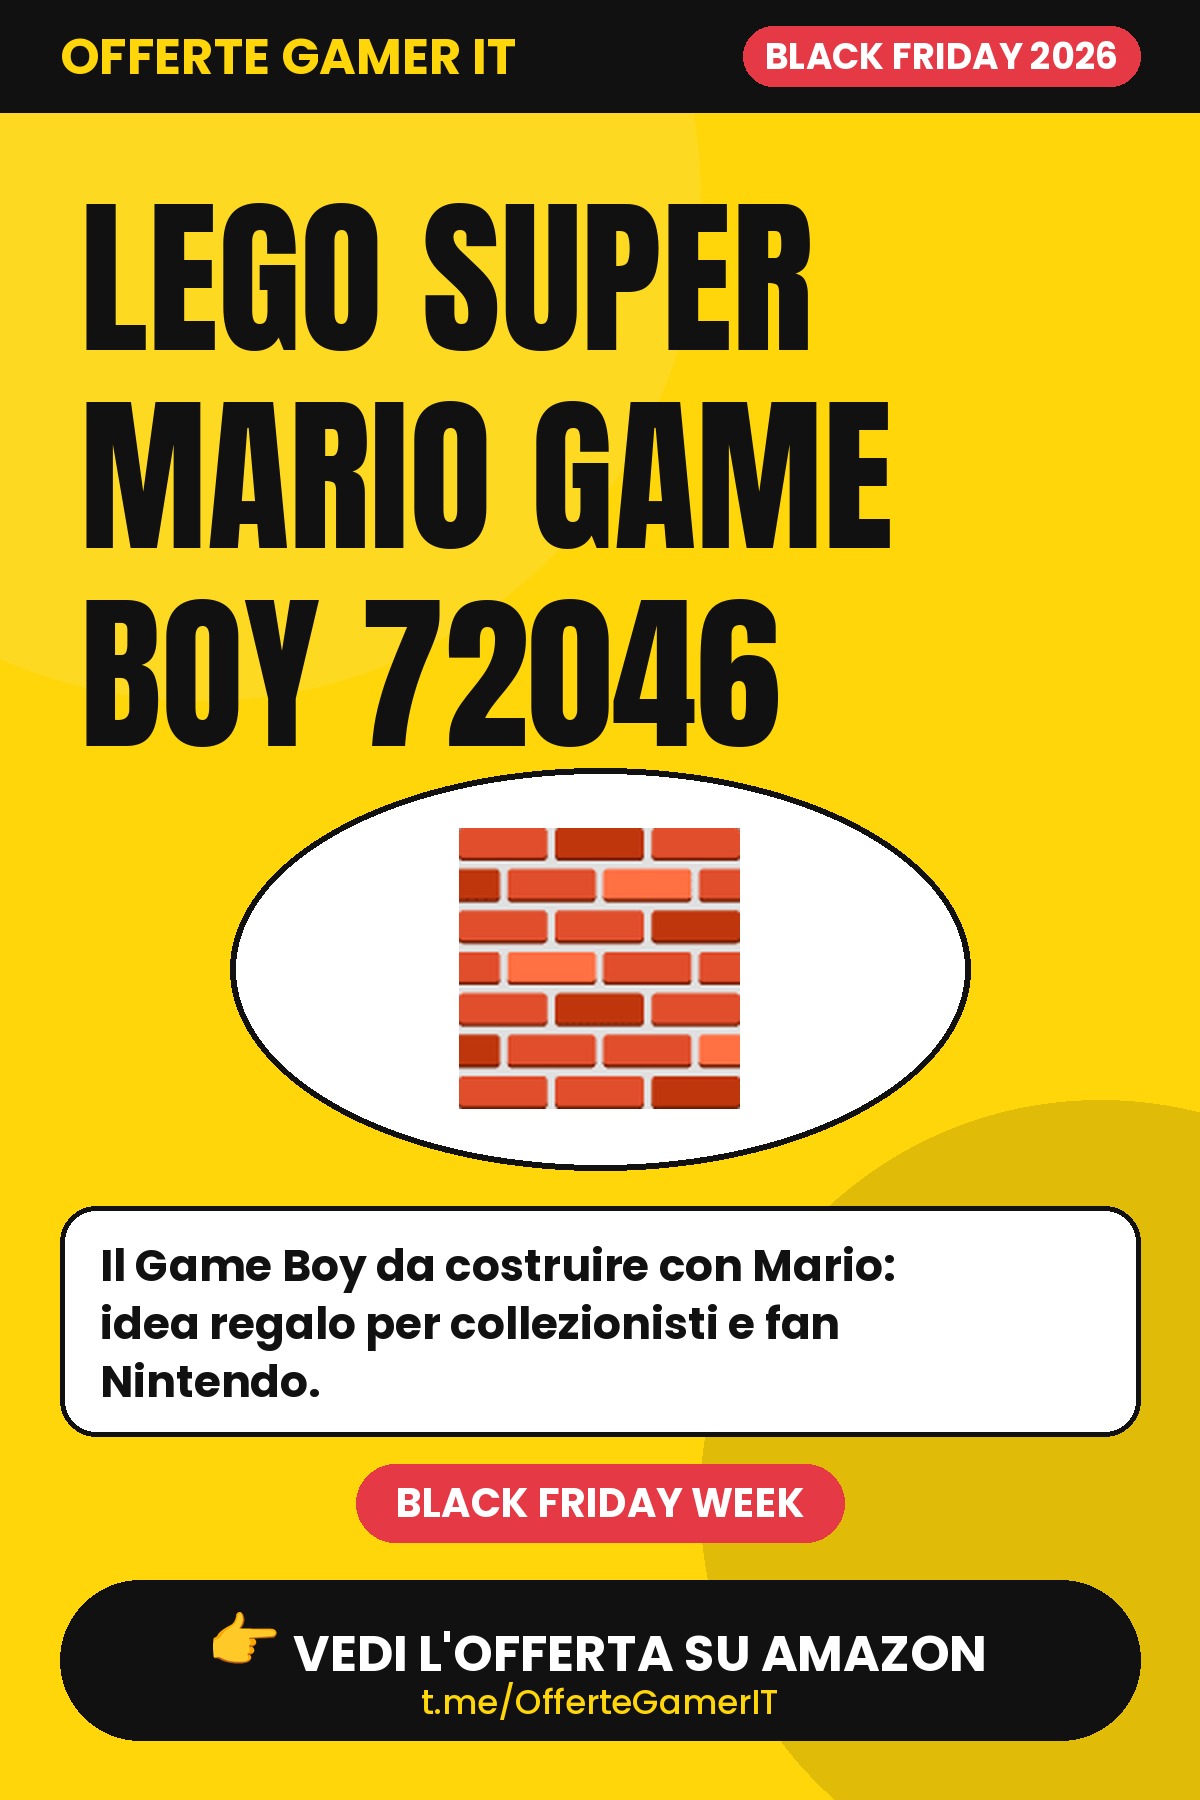 OFFERTE GAMER IT
BLACK FRIDAY 2026
LEGO SUPER
MARIO GAME
BOY 72046
Il Game Boy da costruire con Mario:
idea regalo per collezionisti e fan
Nintendo.
BLACK FRIDAY WEEK
👉 VEDI L'OFFERTA SU AMAZON
t.me/OfferteGamerIT